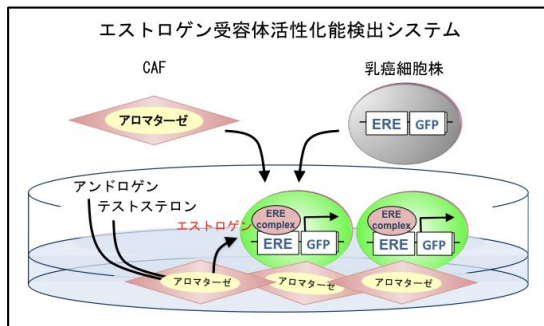 エストロゲン受容体活性化能検出システム
CAF
乳癌細胞株
アロマターゼ
ERE GFP
アンドロゲン
テストステロン
エストロゲン
ERE complex
ERE GFP
ERE complex
ERE GFP
アロマターゼ
アロマターゼ
アロマターゼ